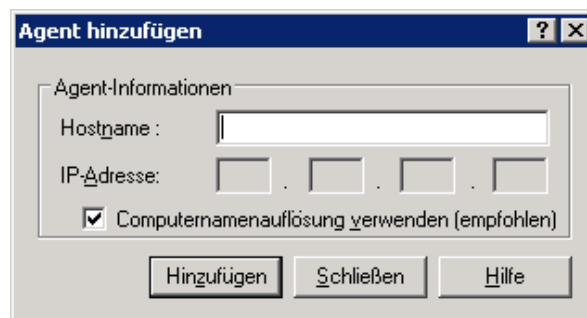 Agent hinzufügen
Agent-Informationen
Hostname :
IP-Adresse:
. . .
Computernamenauflösung verwenden (empfohlen)
Hinzufügen Schließen Hilfe